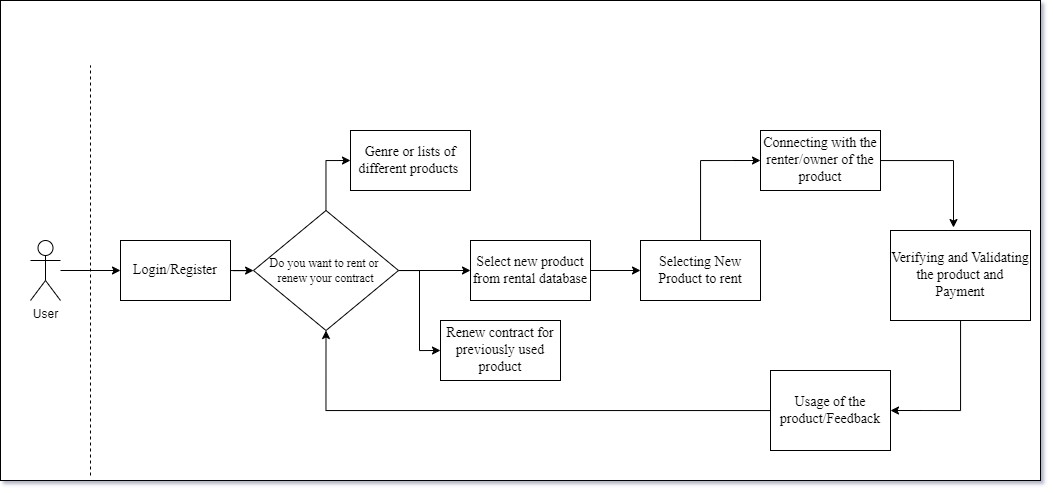 User
Login/Register
Do you want to rent or
renew your contract
Genre or lists of
different products
Select new product
from rental database
Renew contract for
previously used
product
Selecting New
Product to rent
Connecting with the
renter/owner of the
product
Verifying and Validating
the product and
Payment
Usage of the
product/Feedback